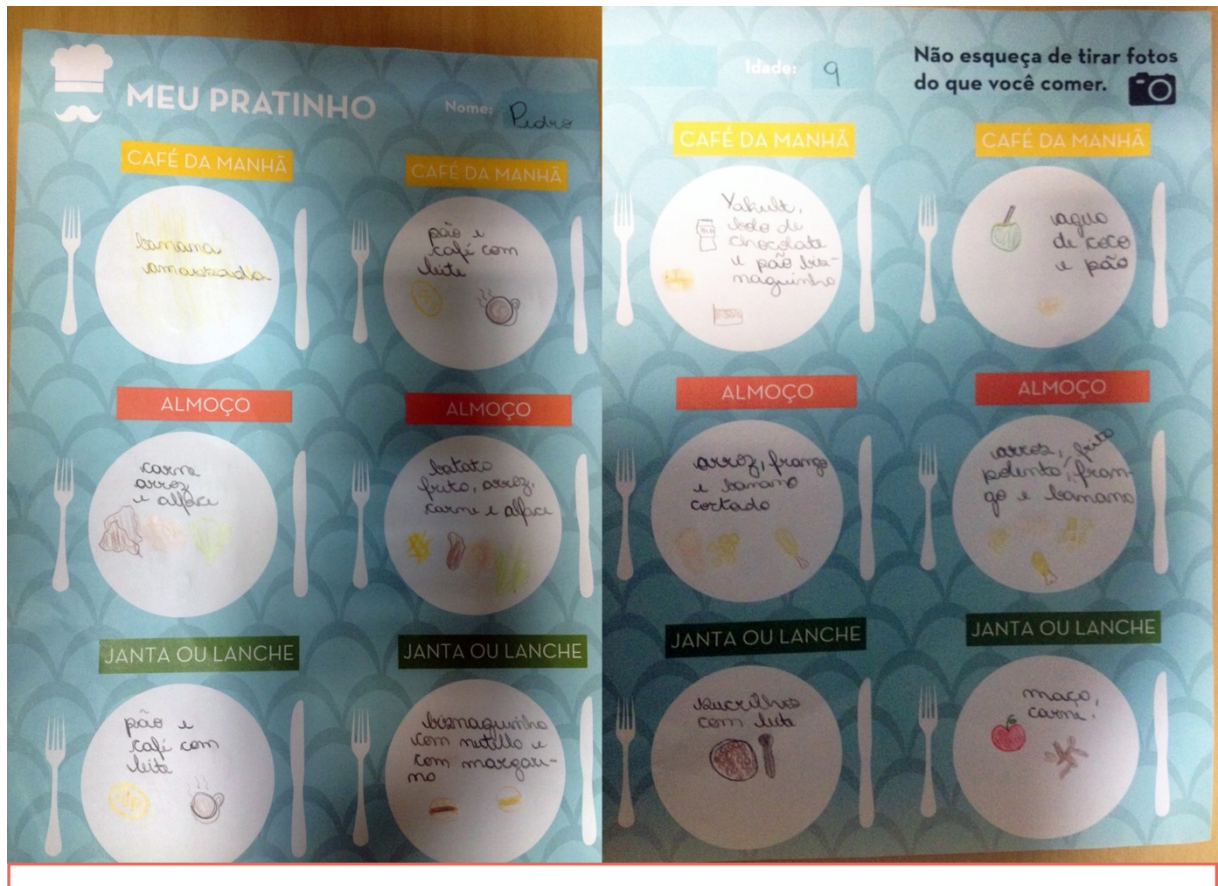 MEU PRATINHO
Nome: Pedro
Idade: 9
Não esqueça de tirar fotos
do que você comer.
CAFÉ DA MANHÃ
banana
amassada
CAFÉ DA MANHÃ
pão e
café com
leite
CAFÉ DA MANHÃ
Yakult,
bolo de
chocolate
e pão bis-
naguinha
CAFÉ DA MANHÃ
agua
de coco
e pão
ALMOÇO
carne
arroz
e alface
ALMOÇO
batata
frita, arroz,
carne e alface
ALMOÇO
arroz, frango
e banana
cortada
ALMOÇO
arroz, frita
polenta, fran-
go e banana
JANTA OU LANCHE
pão e
café com
leite
JANTA OU LANCHE
bisnaguinha
com nutella e
com margari-
na
JANTA OU LANCHE
Sucrilhos
com leite
JANTA OU LANCHE
maçã,
carne.